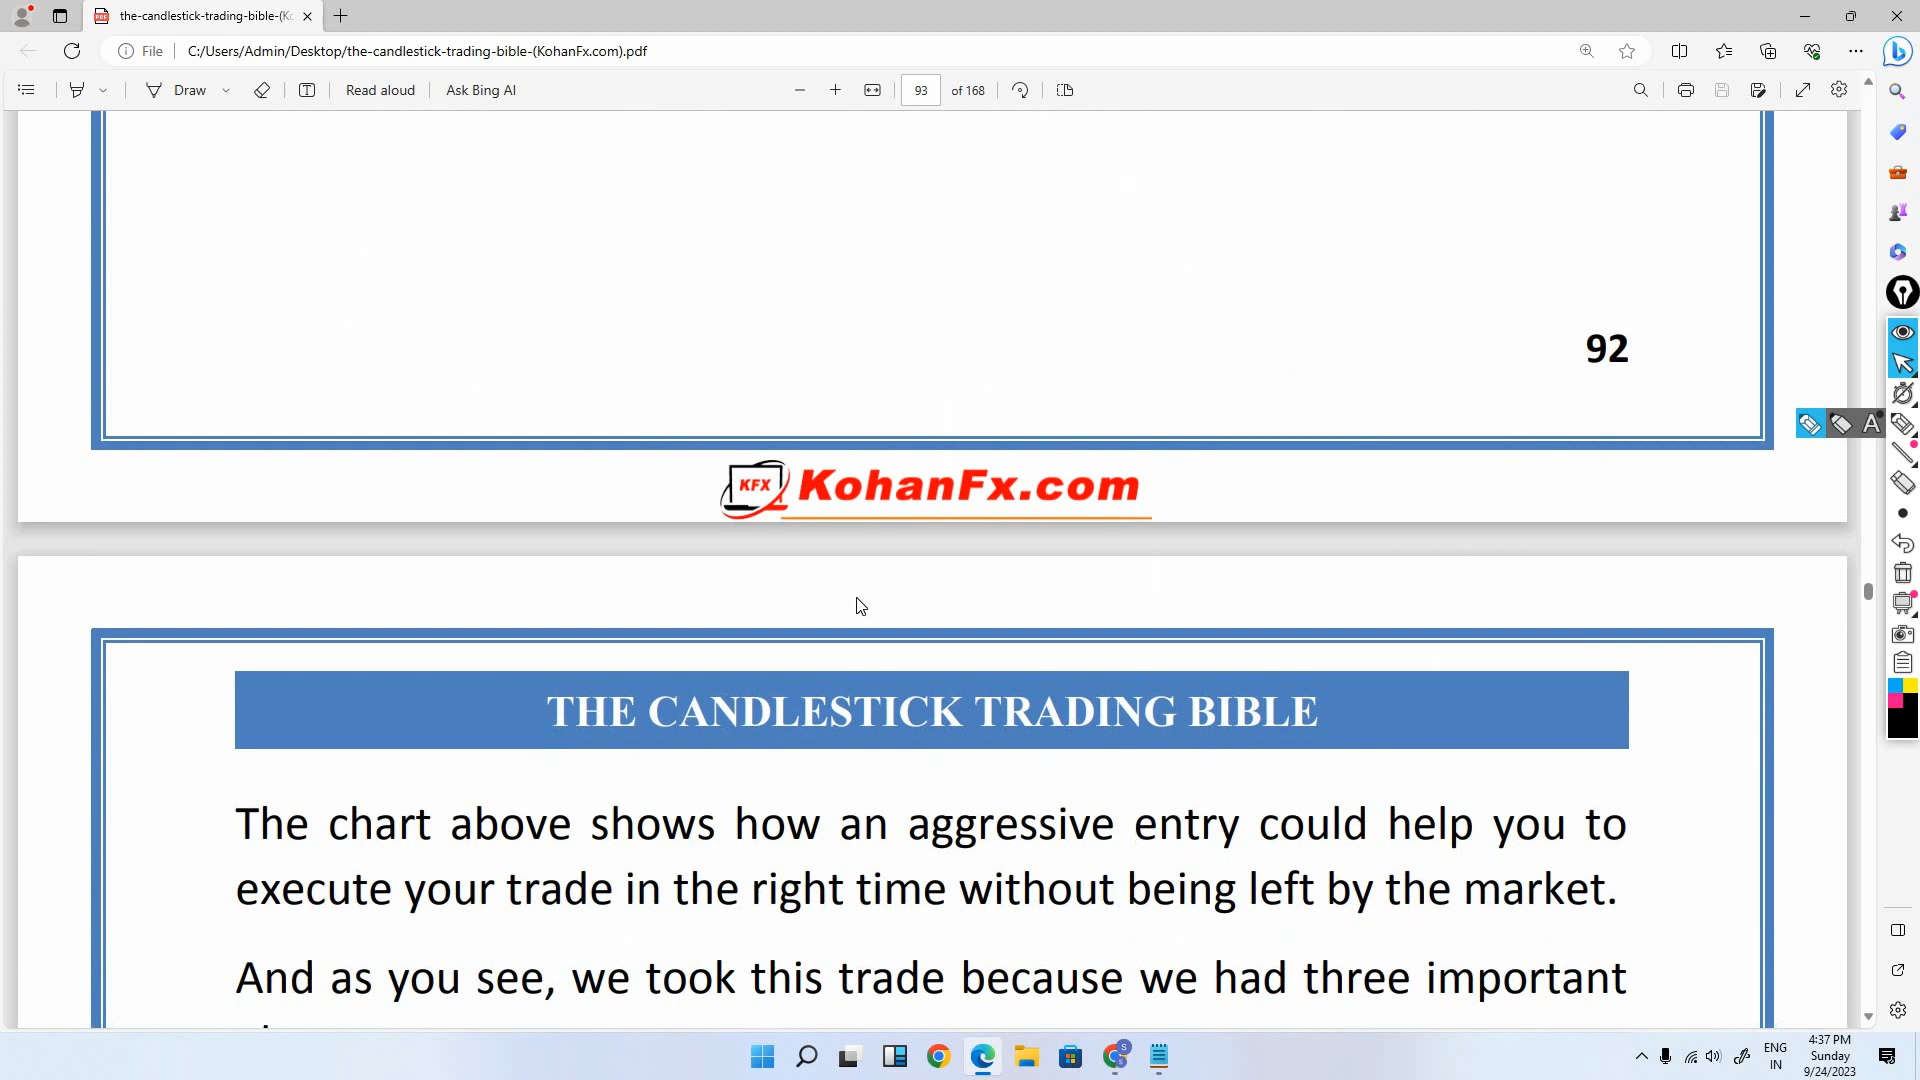 the-candlestick-trading-bible-(Ko
File
C:/Users/Admin/Desktop/the-candlestick-trading-bible-(KohanFx.com).pdf
Draw
Read aloud
Ask Bing AI
93
of 168
92
KFX
KohanFx.com
THE CANDLESTICK TRADING BIBLE
The chart above shows how an aggressive entry could help you to
execute your trade in the right time without being left by the market.
And as you see, we took this trade because we had three important
A
S
ENG
IN
4:37 PM
Sunday
9/24/2023